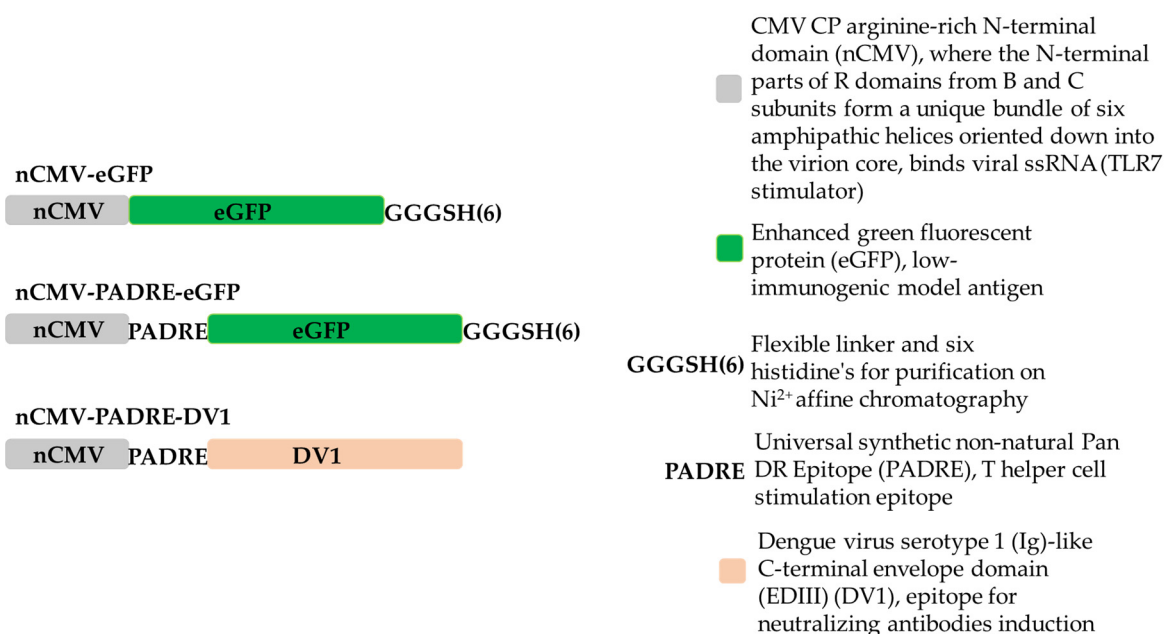 nCMV-eGFP
nCMV eGFP GGGSH(6)
nCMV-PADRE-eGFP
nCMV PADRE eGFP GGGSH(6)
nCMV-PADRE-DV1
nCMV PADRE DV1
CMV CP arginine-rich N-terminal
domain (nCMV), where the N-terminal
parts of R domains from B and C
subunits form a unique bundle of six
amphipathic helices oriented down into
the virion core, binds viral ssRNA (TLR7
stimulator)
Enhanced green fluorescent
protein (eGFP), low-
immunogenic model antigen
GGGSH(6) Flexible linker and six
histidine's for purification on
Ni²⁺ affine chromatography
Universal synthetic non-natural Pan
PADRE DR Epitope (PADRE), T helper cell
stimulation epitope
Dengue virus serotype 1 (Ig)-like
C-terminal envelope domain
(EDIII) (DV1), epitope for
neutralizing antibodies induction